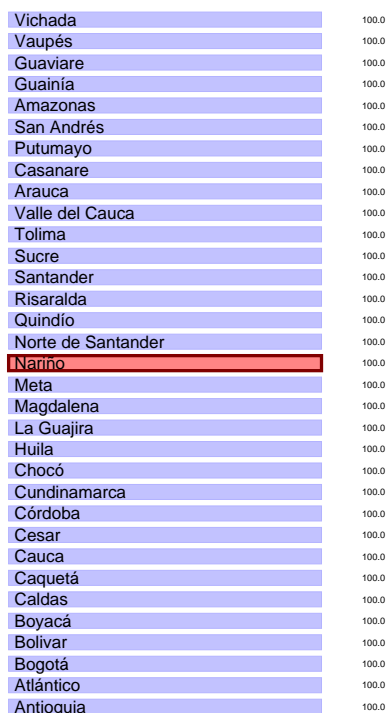 Vichada 100.0
Vaupés 100.0
Guaviare 100.0
Guainía 100.0
Amazonas 100.0
San Andrés 100.0
Putumayo 100.0
Casanare 100.0
Arauca 100.0
Valle del Cauca 100.0
Tolima 100.0
Sucre 100.0
Santander 100.0
Risaralda 100.0
Quindío 100.0
Norte de Santander 100.0
Nariño 100.0
Meta 100.0
Magdalena 100.0
La Guajira 100.0
Huila 100.0
Chocó 100.0
Cundinamarca 100.0
Córdoba 100.0
Cesar 100.0
Cauca 100.0
Caquetá 100.0
Caldas 100.0
Boyacá 100.0
Bolivar 100.0
Bogotá 100.0
Atlántico 100.0
Antioquia 100.0